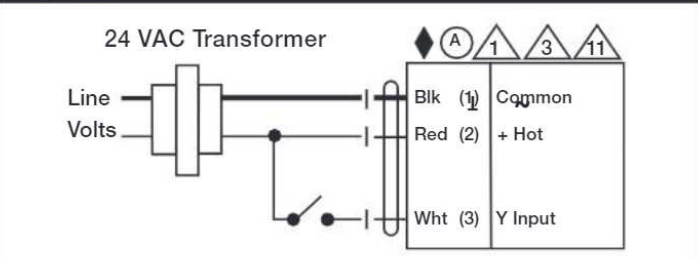 24 VAC Transformer
A 1 3 11
Line
Volts
Blk (1) Common
Red (2) + Hot
Wht (3) Y Input